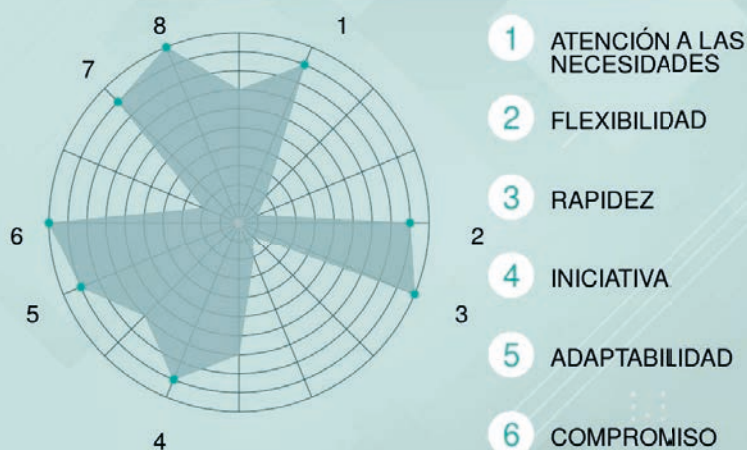 8
1
7
6
2
5
3
4
1 ATENCIÓN A LAS
NECESIDADES
2 FLEXIBILIDAD
3 RAPIDEZ
4 INICIATIVA
5 ADAPTABILIDAD
6 COMPROMISO